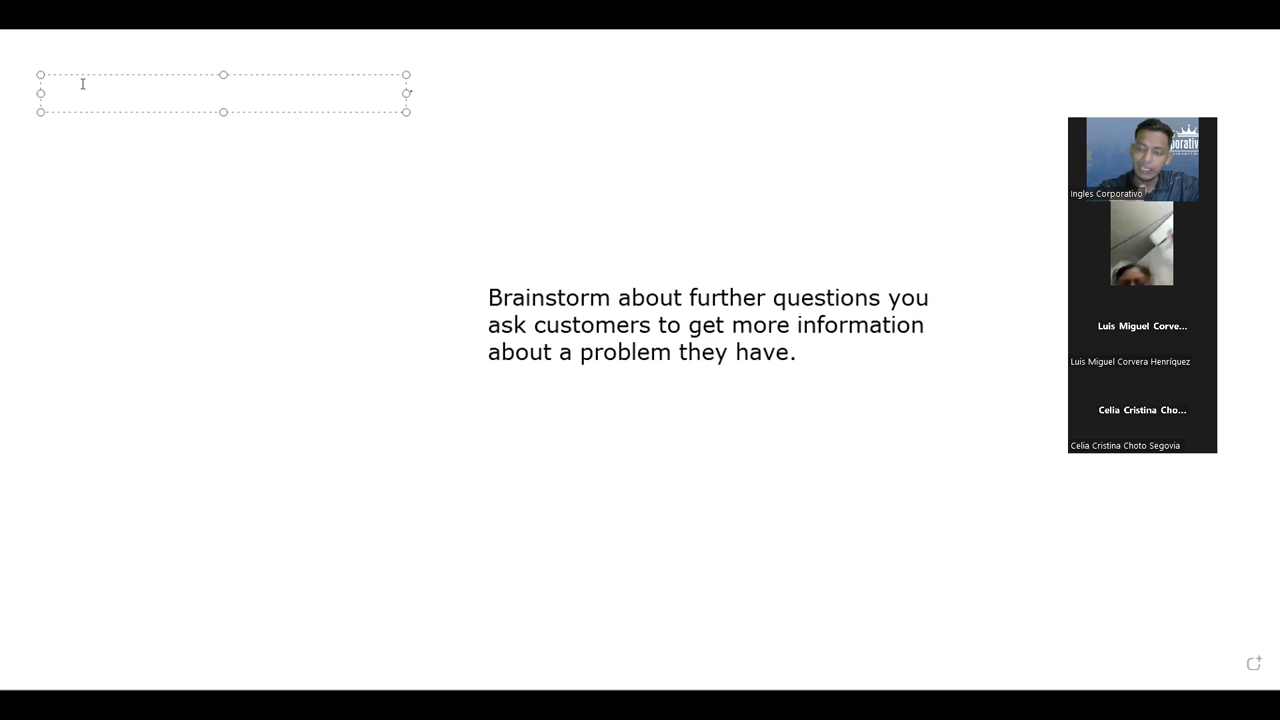 Brainstorm about further questions you
ask customers to get more information
about a problem they have.
porativ
Ingles Corporativo
Luis Miguel Corve...
Luis Miguel Corvera Henríquez
Celia Cristina Cho...
Celia Cristina Choto Segovia